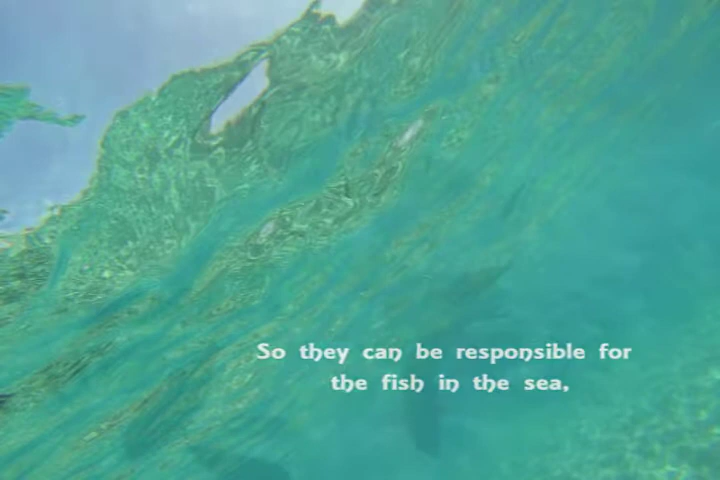 So they can be responsible for
the fish in the sea,